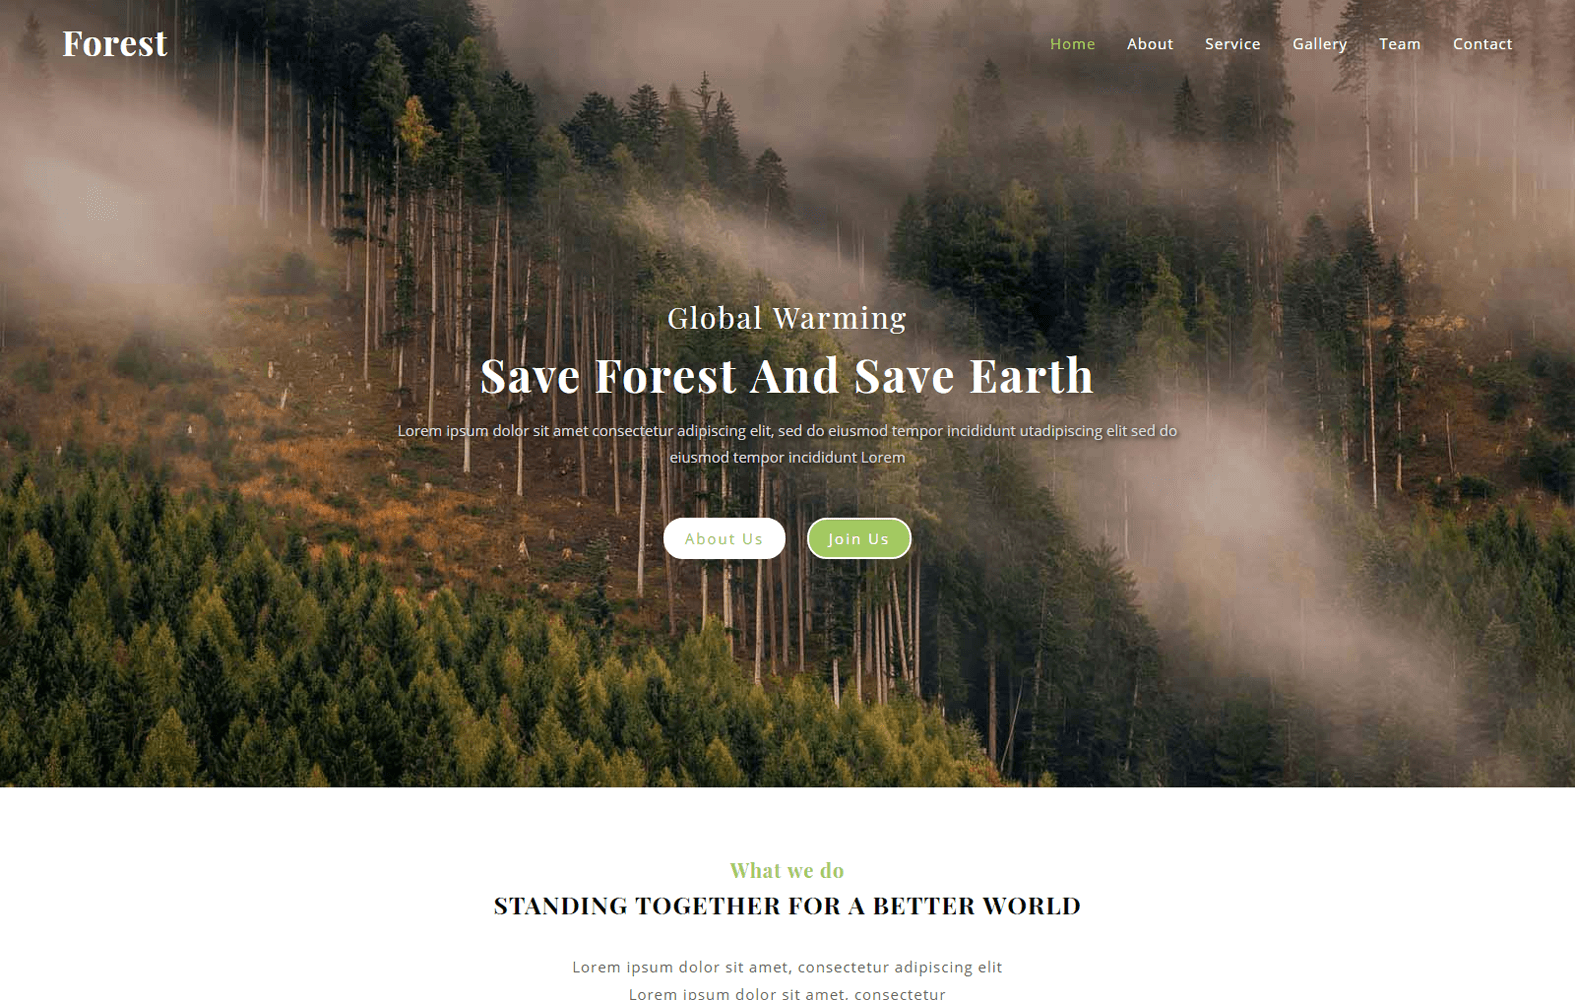 Forest
Home About Service Gallery Team Contact
Global Warming
Save Forest And Save Earth
Lorem ipsum dolor sit amet consectetur adipiscing elit, sed do eiusmod tempor incididunt utadipiscing elit sed do
eiusmod tempor incididunt Lorem
About Us Join Us
What we do
STANDING TOGETHER FOR A BETTER WORLD
Lorem ipsum dolor sit amet, consectetur adipiscing elit
Lorem ipsum dolor sit amet, consectetur